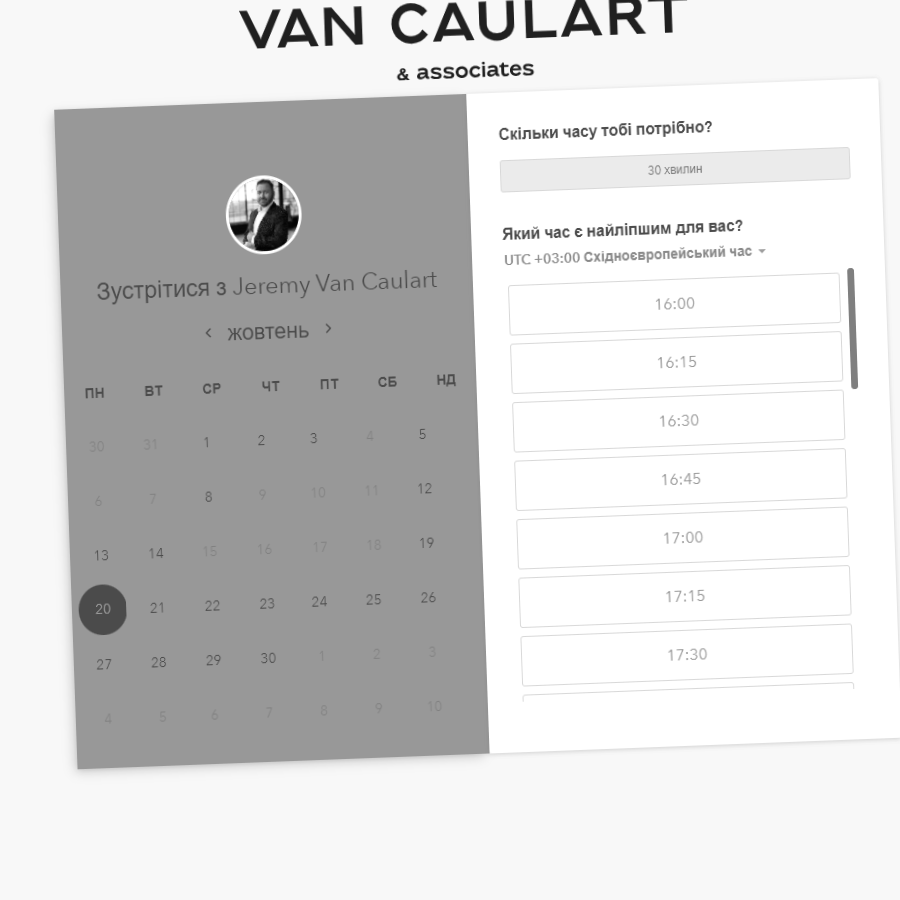 VAN CAULART
& associates
Зустрітися з Jeremy Van Caulart
‹ жовтень ›
ПН ВТ СР ЧТ ПТ СБ НД
30 31 1 2 3 4 5
6 7 8 9 10 11 12
13 14 15 16 17 18 19
20 21 22 23 24 25 26
27 28 29 30 1 2 3
4 5 6 7 8 9 10
Скільки часу тобі потрібно?
30 хвилин
Який час є найліпшим для вас?
UTC +03:00 Східноєвропейський час
16:00
16:15
16:30
16:45
17:00
17:15
17:30